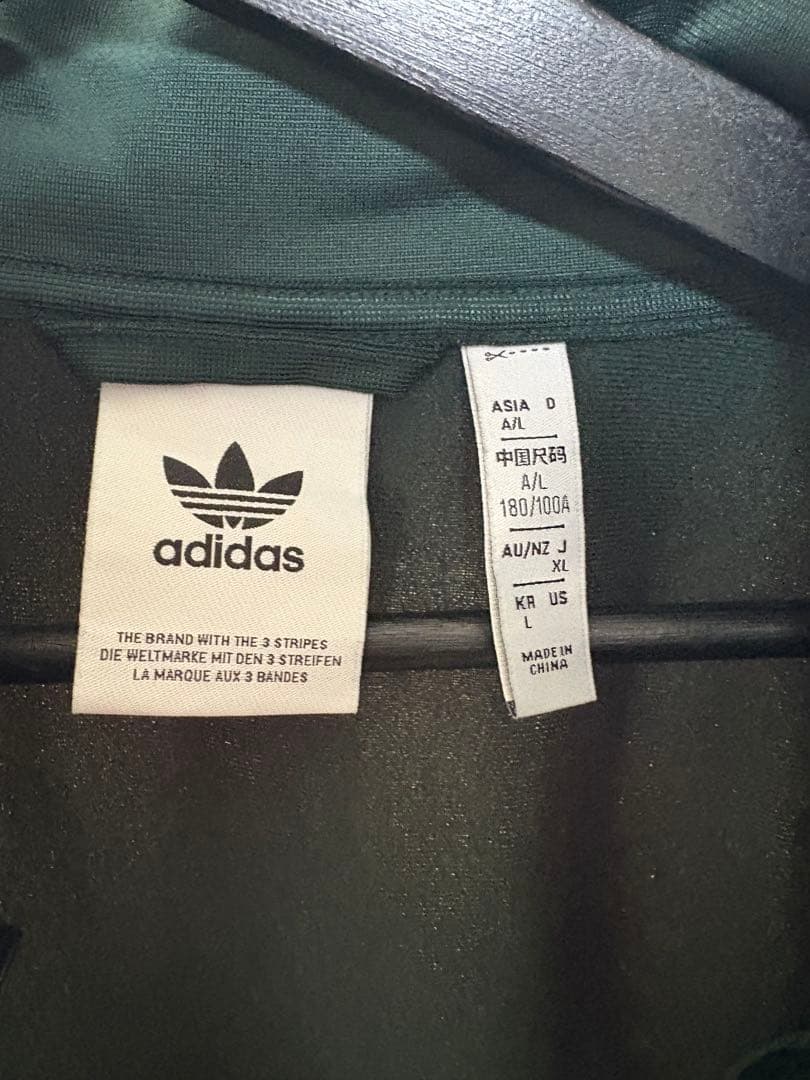 adidas
THE BRAND WITH THE 3 STRIPES
DIE WELTMARKE MIT DEN 3 STREIFEN
LA MARQUE AUX 3 BANDES
ASIA D
A/L
中国尺码
A/L
180/100A
AU/NZ J
XL
KR US
L
MADE IN
CHINA